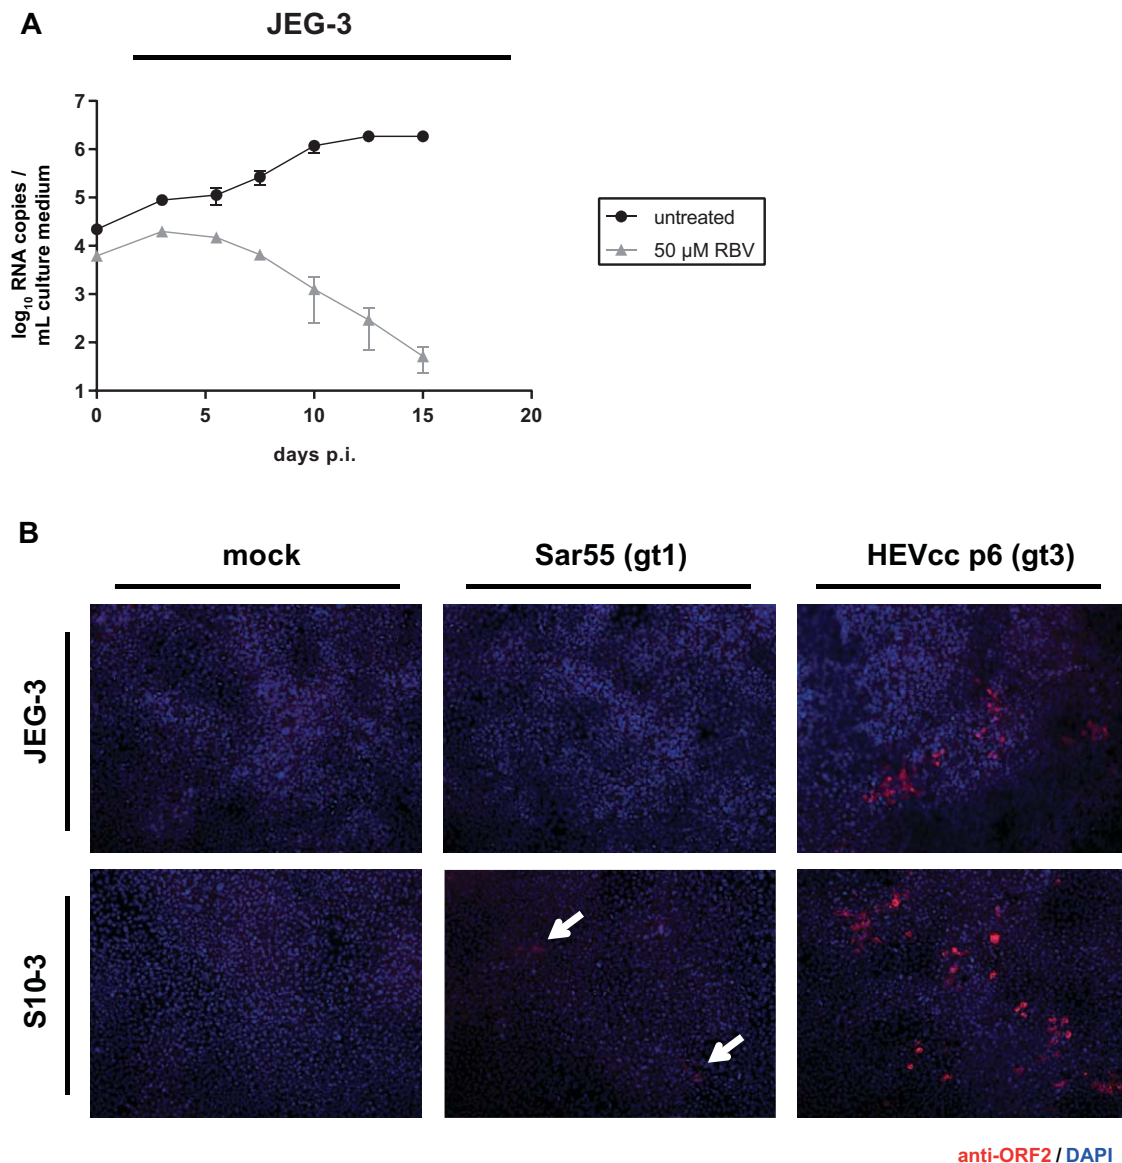 A
JEG-3
log₁₀ RNA copies /
mL culture medium
7
6
5
4
3
2
1
0
5
10
15
20
days p.i.
untreated
50 µM RBV
B
mock
Sar55 (gt1)
HEVcc p6 (gt3)
JEG-3
S10-3
anti-ORF2 / DAPI